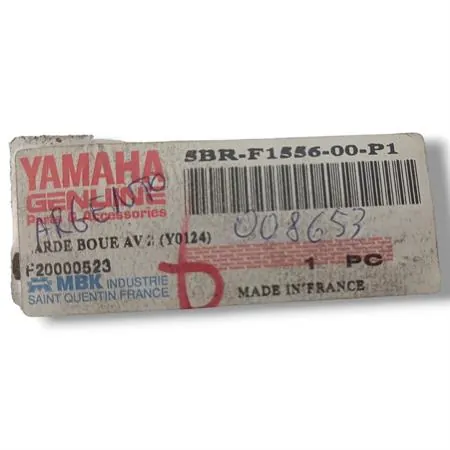 YAMAHA
GENUINE
Parts & Accessories
ARGENTO
5BR-F1556-00-P1
008653
ARDE BOUE AV 2 (Y0124)
F20000523
1 PC
MBK INDUSTRIE
SAINT QUENTIN FRANCE
MADE IN FRANCE